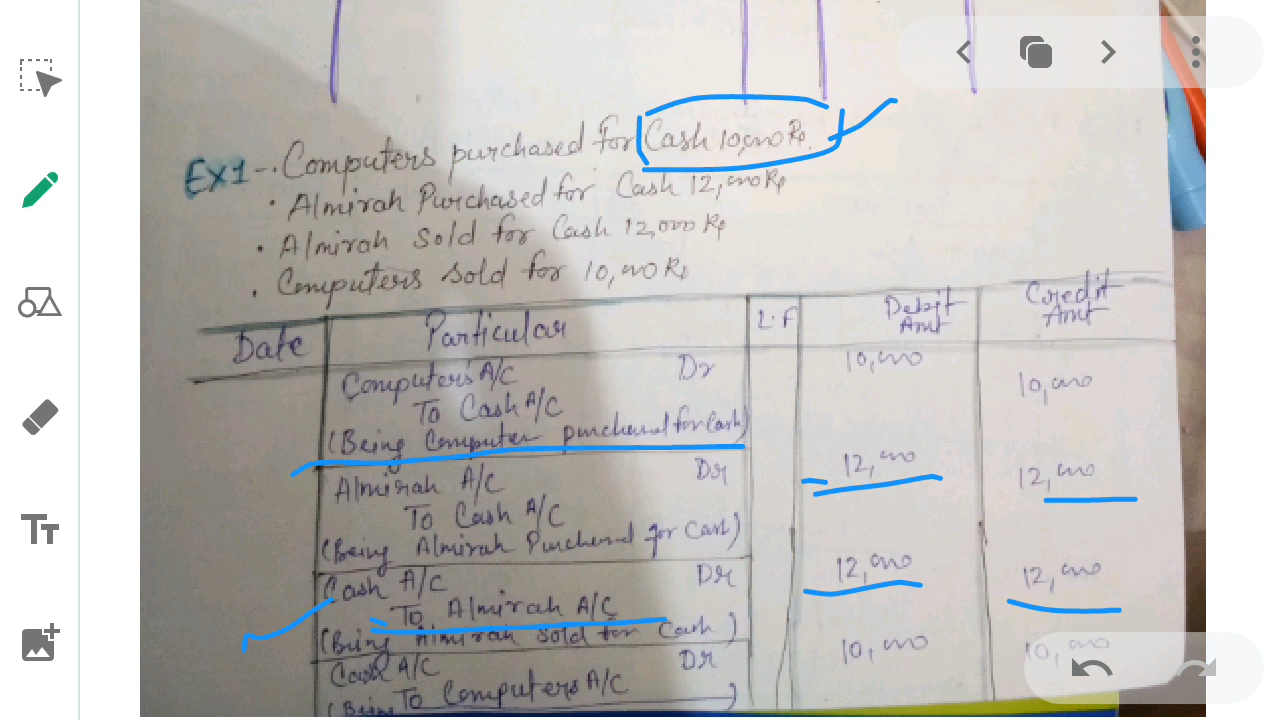 Ex1 -. Computers purchased for Cash 10,000 Rs.
· Almirah Purchased for Cash 12,000 Rs
· Almirah Sold for Cash 12,000 Rs
· Computers sold for 10,000 Rs
Date Particular L.F Debit Amt Credit Amt
Computers A/C Dr 10,000
To Cash A/C 10,000
(Being Computer purchased for Cash)
Almirah A/C Dr 12,000
To Cash A/C 12,000
(Being Almirah Purchased for Cash)
Cash A/C Dr 12,000
To Almirah A/C 12,000
(Being Almirah sold for Cash)
Cash A/C Dr 10,000
To Computers A/C 10,000
(Being )
Tт